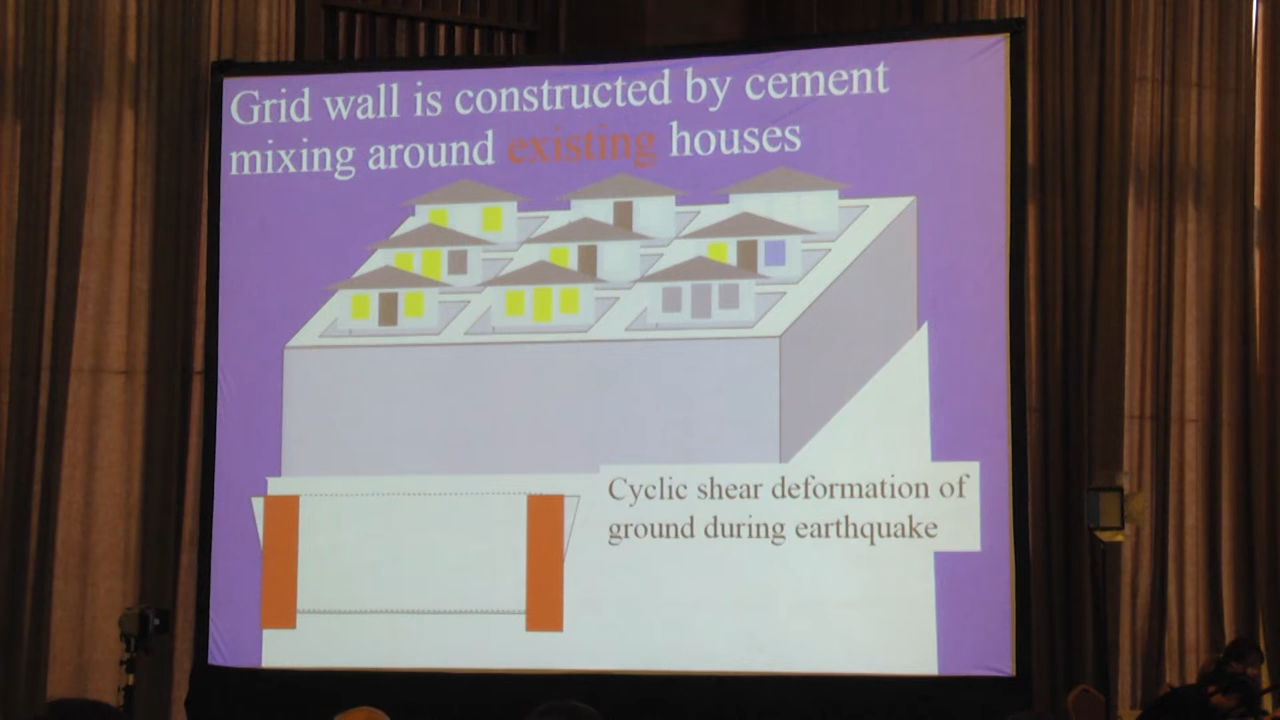 Grid wall is constructed by cement
mixing around existing houses
Cyclic shear deformation of
ground during earthquake